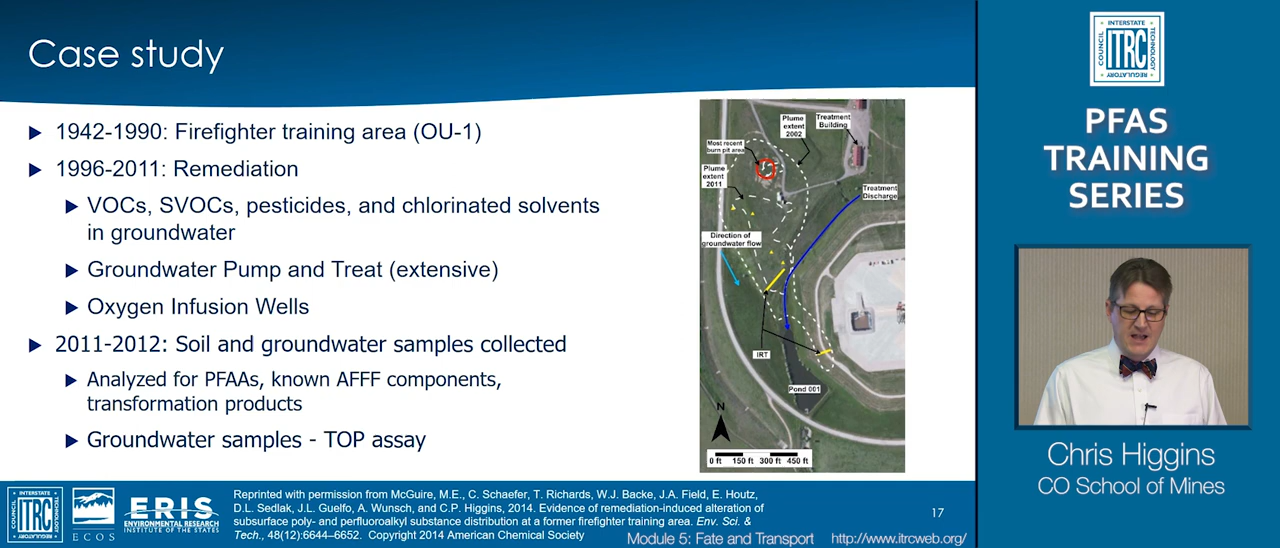 Case study
1942-1990: Firefighter training area (OU-1)
1996-2011: Remediation
VOCs, SVOCs, pesticides, and chlorinated solvents
in groundwater
Groundwater Pump and Treat (extensive)
Oxygen Infusion Wells
2011-2012: Soil and groundwater samples collected
Analyzed for PFAAs, known AFFF components,
transformation products
Groundwater samples - TOP assay
Plume
extent
2002
Treatment
Building
Most recent
burn pit area
Plume
extent
2011
Treatment
Discharge
Direction of
groundwater flow
IRT
Pond 001
N
0 ft 150 ft 300 ft 450 ft
INTERSTATE
COUNCIL
ITRC
TECHNOLOGY
REGULATORY
ECOS
ERIS
ENVIRONMENTAL RESEARCH
INSTITUTE OF THE STATES
Reprinted with permission from McGuire, M.E., C. Schaefer, T. Richards, W.J. Backe, J.A. Field, E. Houtz,
D.L. Sedlak, J.L. Guelfo, A. Wunsch, and C.P. Higgins, 2014. Evidence of remediation-induced alteration of
subsurface poly- and perfluoroalkyl substance distribution at a former firefighter training area. Env. Sci. &
Tech., 48(12):6644–6652. Copyright 2014 American Chemical Society
17
Module 5: Fate and Transport http://www.itrcweb.org/
INTERSTATE
COUNCIL
ITRC
TECHNOLOGY
REGULATORY
PFAS
TRAINING
SERIES
Chris Higgins
CO School of Mines